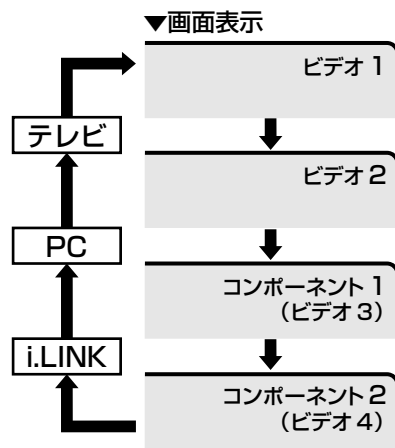 ▼画面表示
ビデオ1
テレビ
ビデオ2
PC
コンポーネント1
(ビデオ3)
i.LINK
コンポーネント2
(ビデオ4)